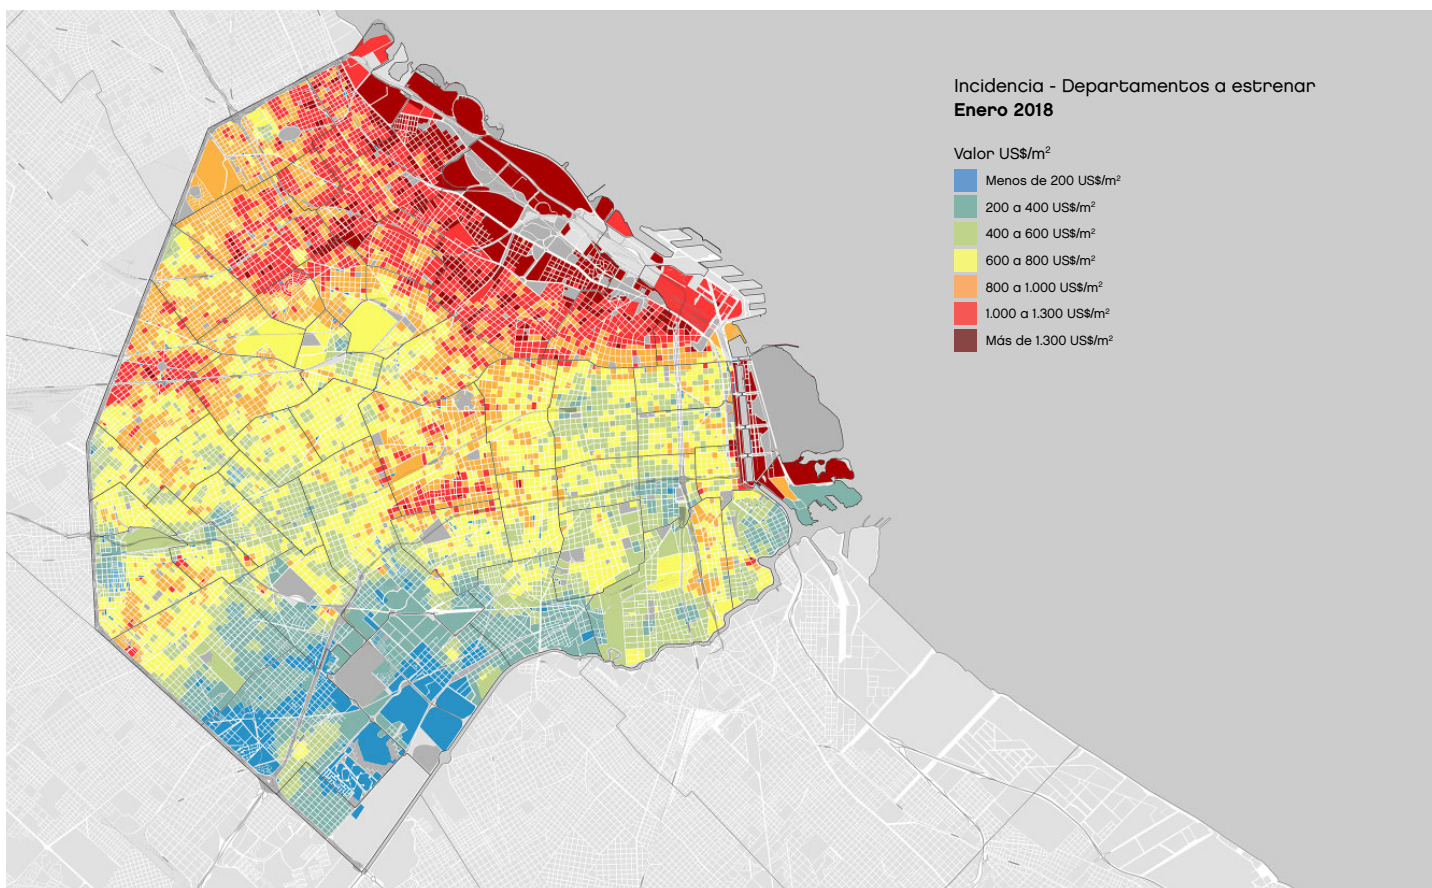 Incidencia - Departamentos a estrenar
Enero 2018
Valor US$/m²
Menos de 200 US$/m²
200 a 400 US$/m²
400 a 600 US$/m²
600 a 800 US$/m²
800 a 1.000 US$/m²
1.000 a 1.300 US$/m²
Más de 1.300 US$/m²